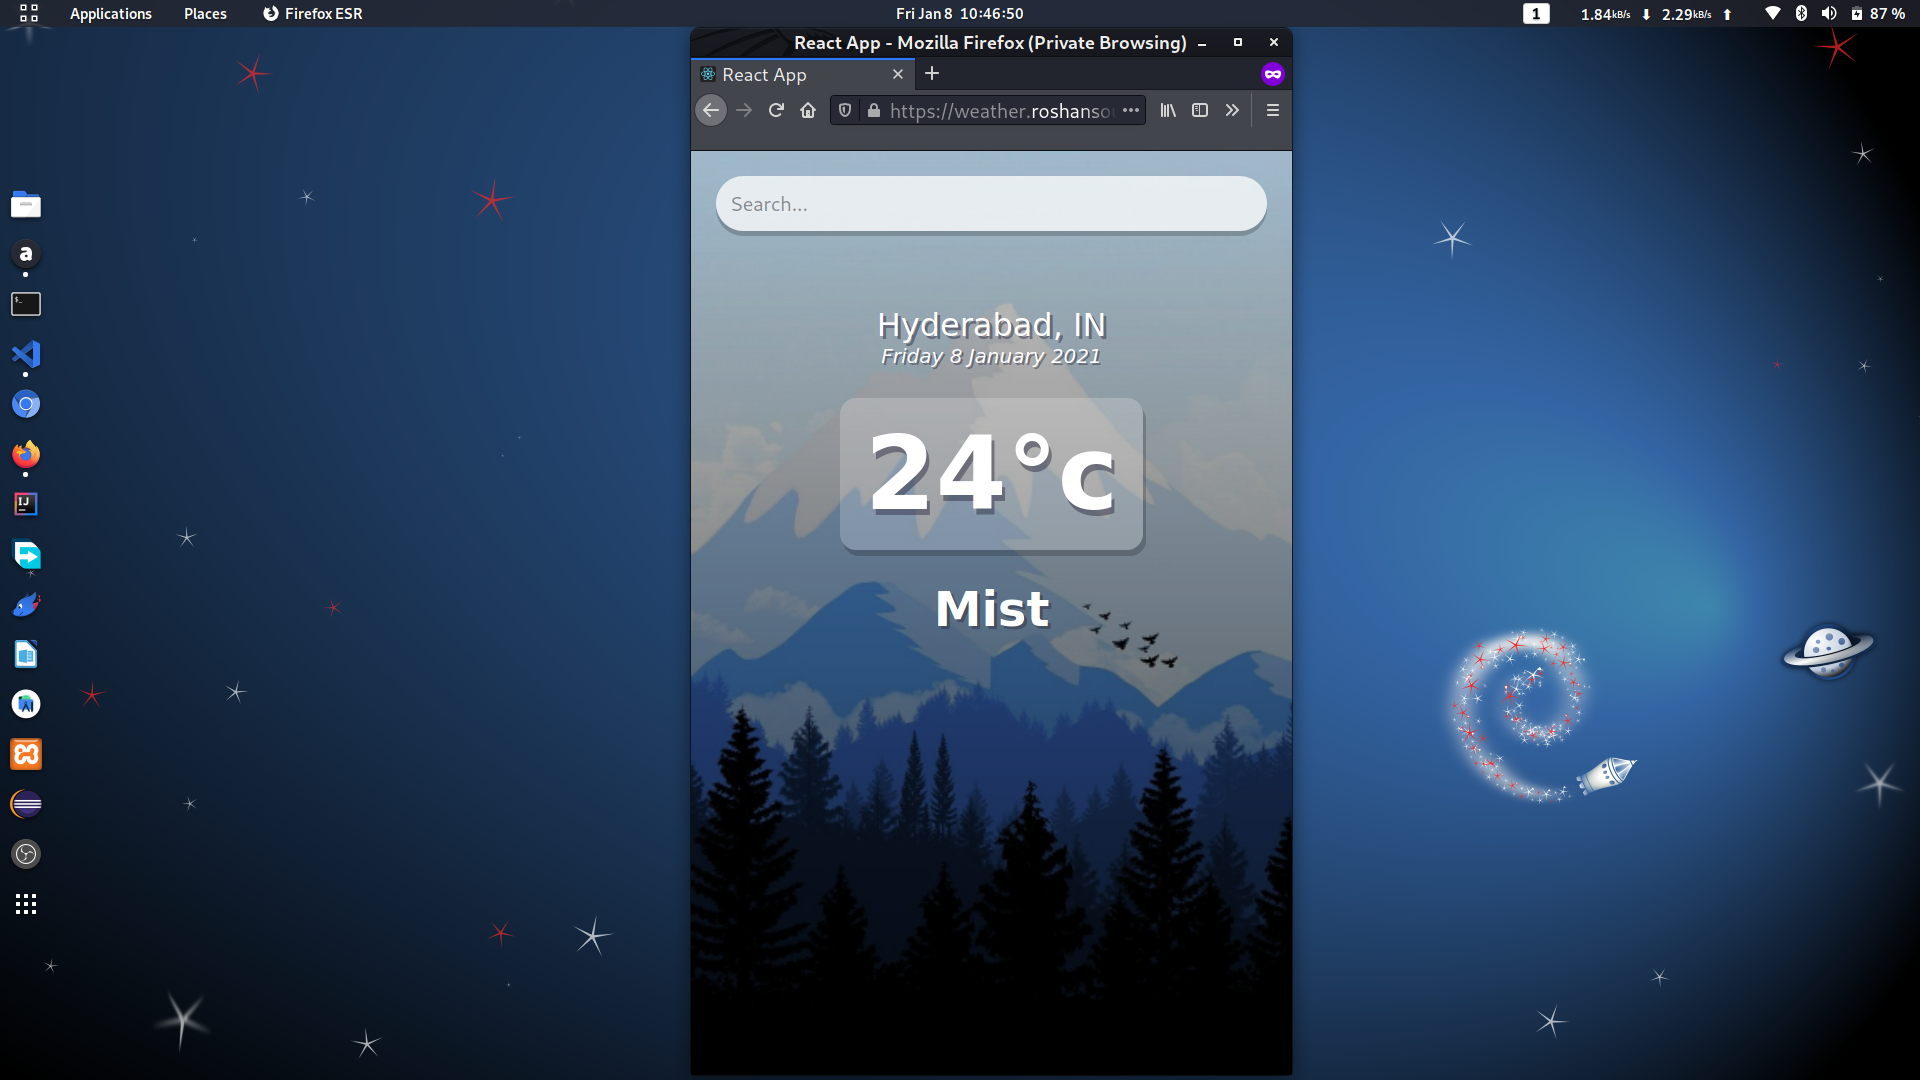 Applications Places Firefox ESR Fri Jan 8 10:46:50 1 1.84kB/s ⬇ 2.29kB/s ⬆ 87 %
React App - Mozilla Firefox (Private Browsing)
React App
https://weather.roshanso
Search...
Hyderabad, IN
Friday 8 January 2021
24°c
Mist
a
$_
IJ